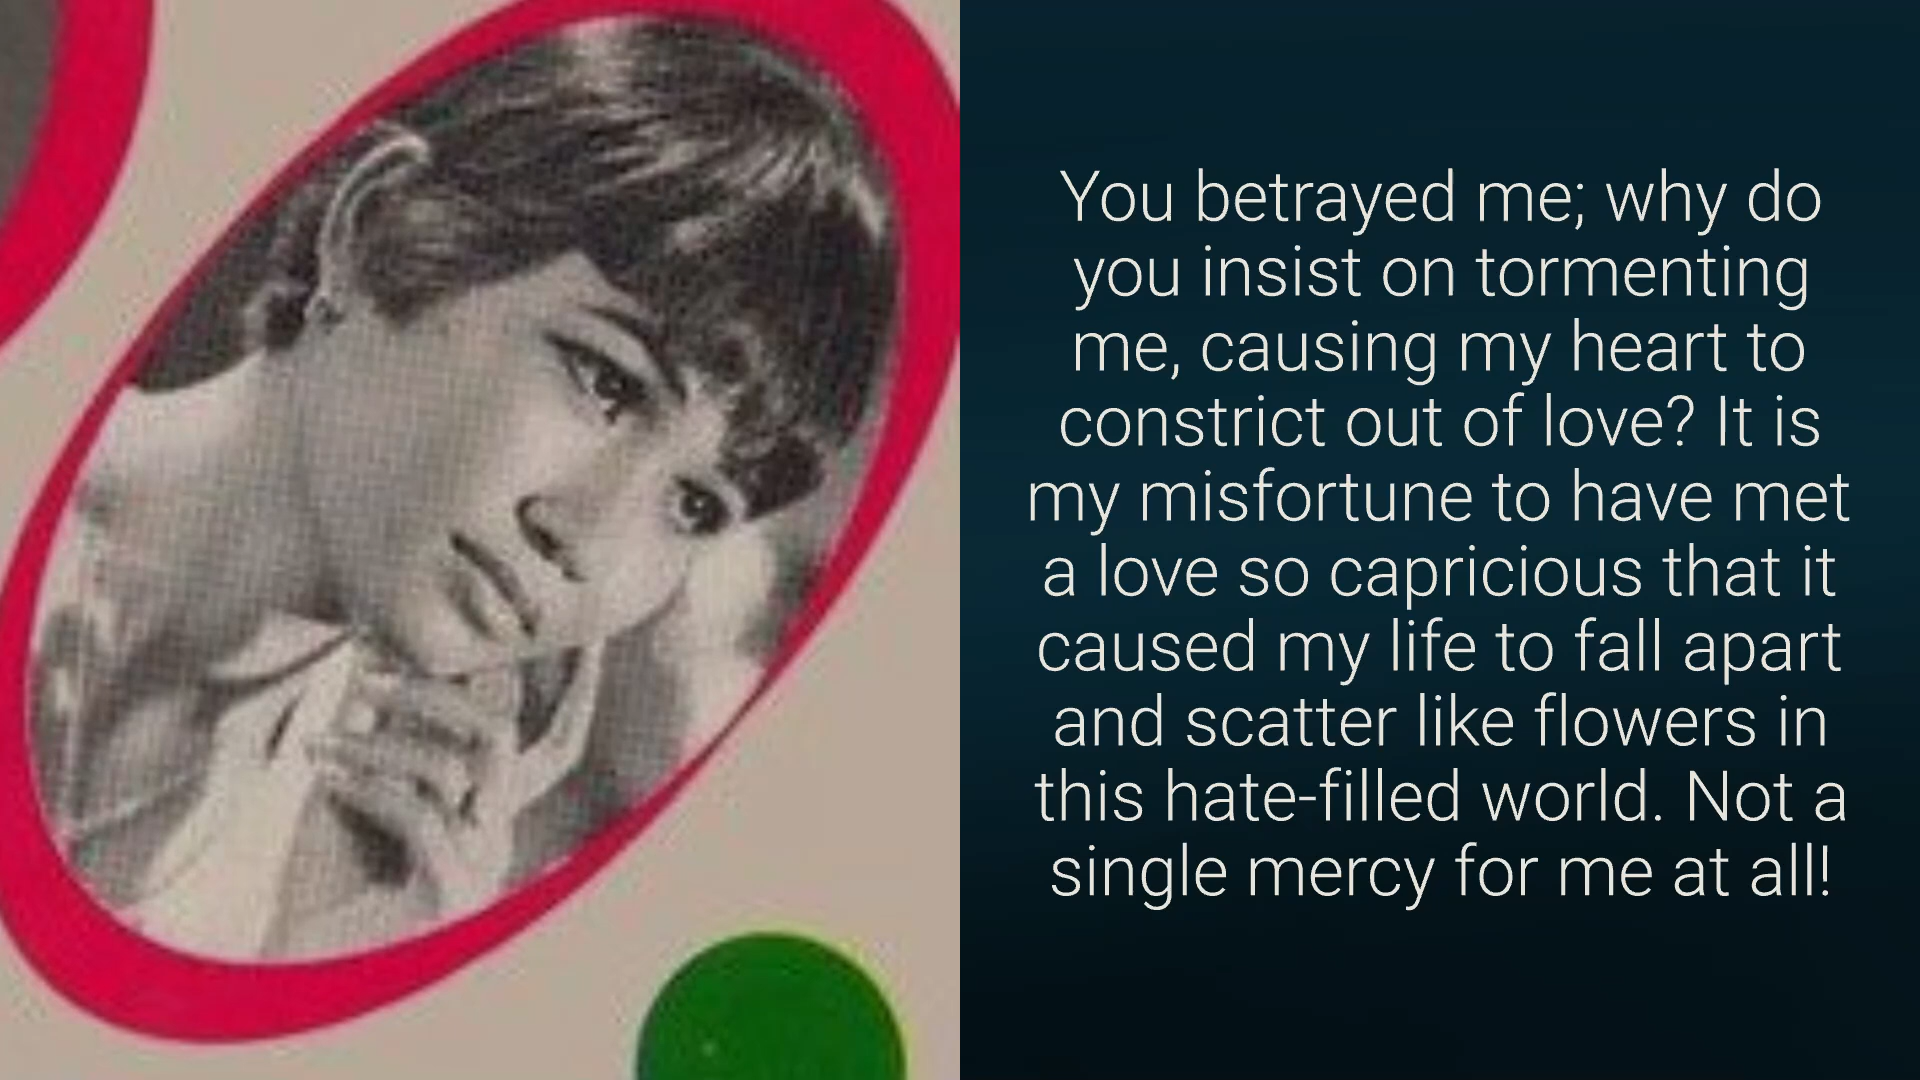 You betrayed me; why do
you insist on tormenting
me, causing my heart to
constrict out of love? It is
my misfortune to have met
a love so capricious that it
caused my life to fall apart
and scatter like flowers in
this hate-filled world. Not a
single mercy for me at all!